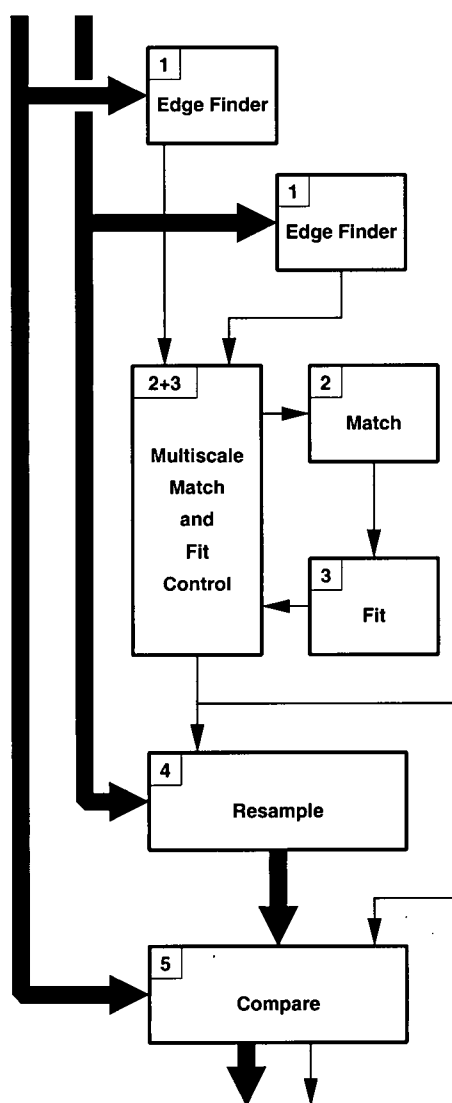 1
Edge Finder
1
Edge Finder
2+3
Multiscale
Match
and
Fit
Control
2
Match
3
Fit
4
Resample
5
Compare